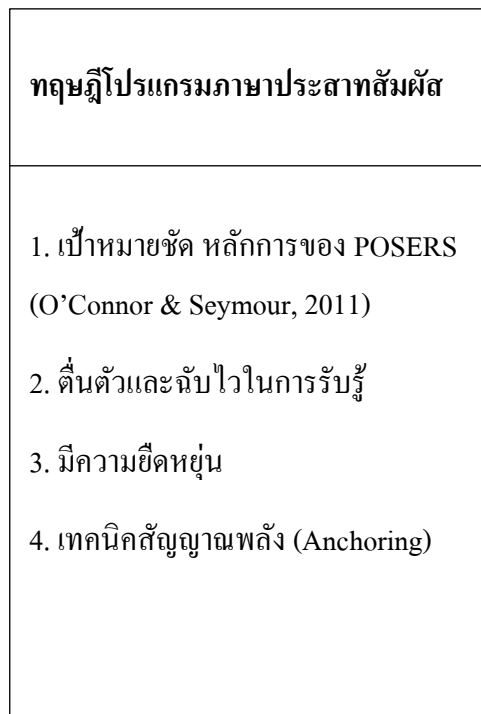 ทฤษฎีโปรแกรมภาษาประสาทสัมผัส
1. เป้าหมายชัด หลักการของ POSERS
(O’Connor & Seymour, 2011)
2. ตื่นตัวและฉับไวในการรับรู้
3. มีความยืดหยุ่น
4. เทคนิคสัญญาณพลัง (Anchoring)